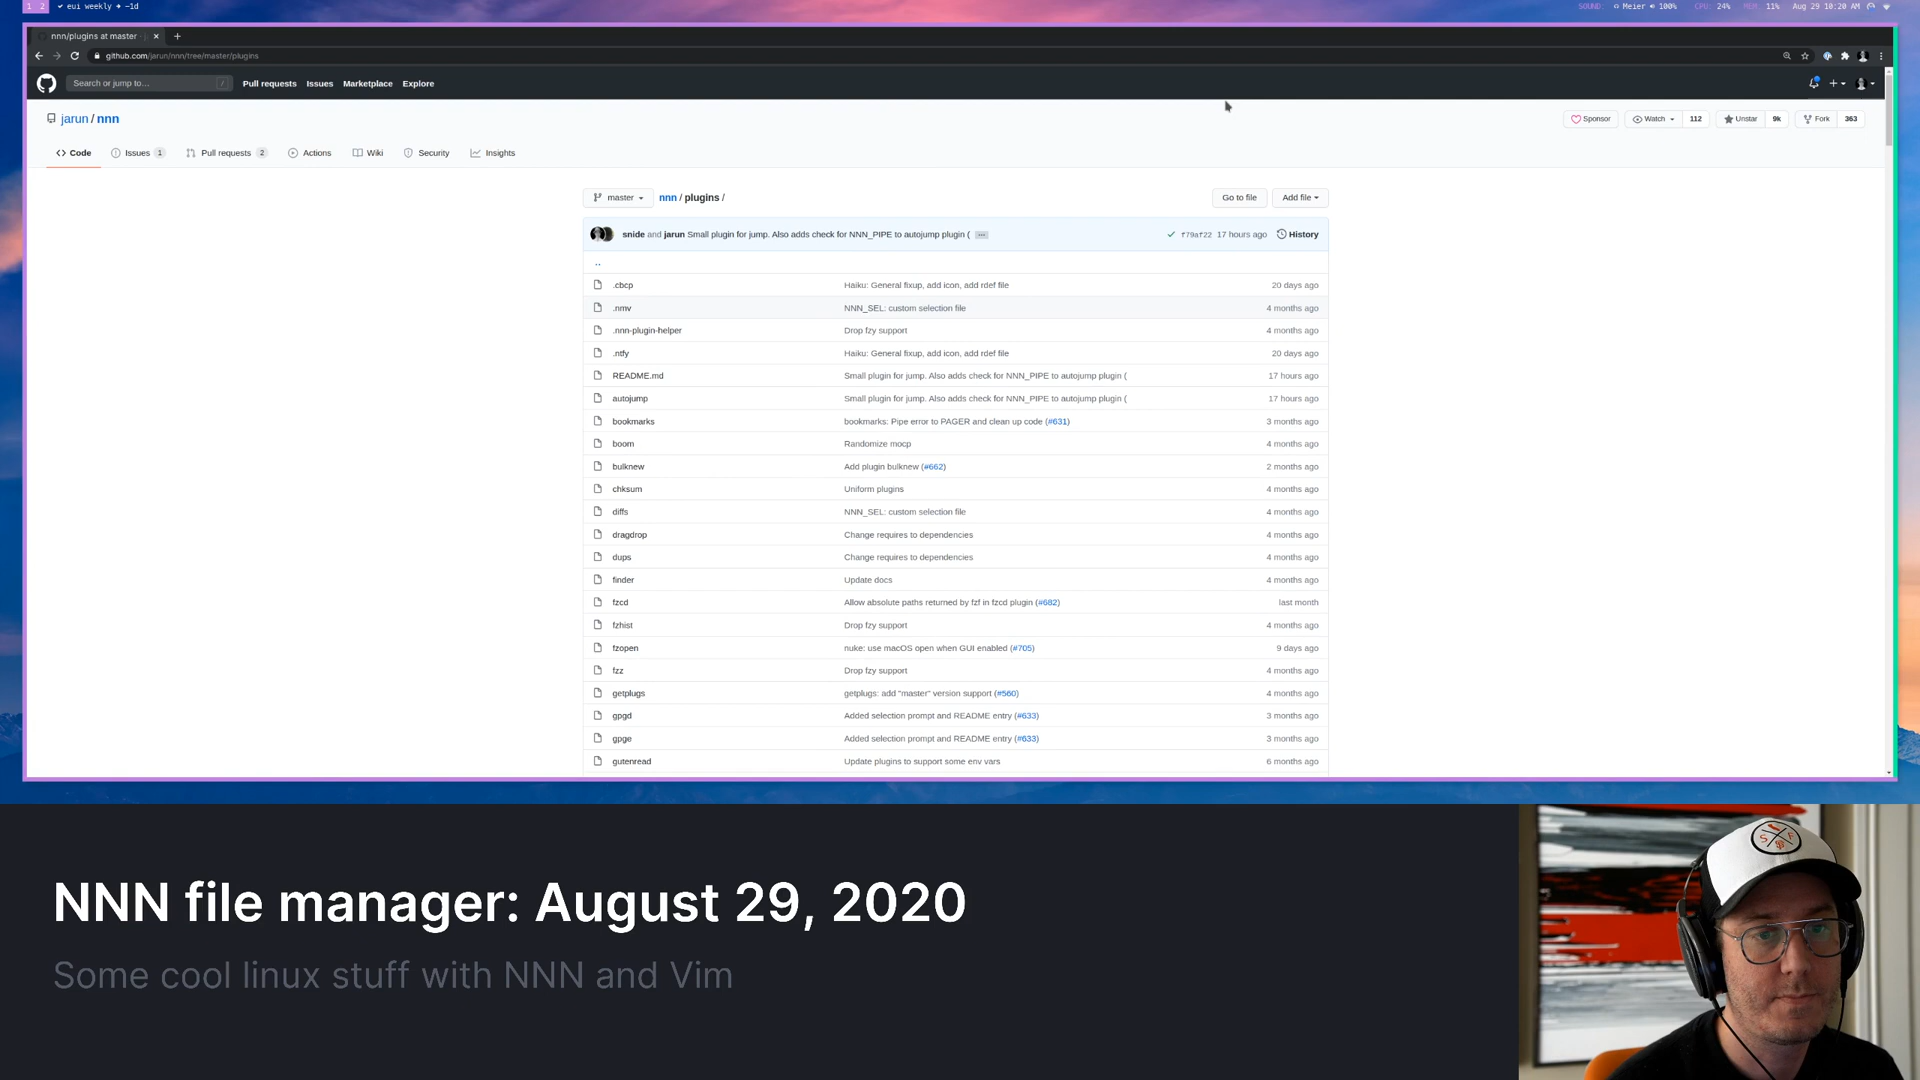 1 2 ✔ eui weekly ➔ −1d
SOUND: Meier 100% CPU: 24% MEM: 11% Aug 29 10:20 AM
nnn/plugins at master ·
github.com/jarun/nnn/tree/master/plugins
Search or jump to… /
Pull requests Issues Marketplace Explore
jarun / nnn
Sponsor Watch 112 Unstar 9k Fork 363
Code Issues 1 Pull requests 2 Actions Wiki Security Insights
master nnn / plugins / Go to file Add file
snide and jarun Small plugin for jump. Also adds check for NNN_PIPE to autojump plugin ( … f79af22 17 hours ago History
..
.cbcp Haiku: General fixup, add icon, add rdef file 20 days ago
.nmv NNN_SEL: custom selection file 4 months ago
.nnn-plugin-helper Drop fzy support 4 months ago
.ntfy Haiku: General fixup, add icon, add rdef file 20 days ago
README.md Small plugin for jump. Also adds check for NNN_PIPE to autojump plugin ( 17 hours ago
autojump Small plugin for jump. Also adds check for NNN_PIPE to autojump plugin ( 17 hours ago
bookmarks bookmarks: Pipe error to PAGER and clean up code (#631) 3 months ago
boom Randomize mocp 4 months ago
bulknew Add plugin bulknew (#662) 2 months ago
chksum Uniform plugins 4 months ago
diffs NNN_SEL: custom selection file 4 months ago
dragdrop Change requires to dependencies 4 months ago
dups Change requires to dependencies 4 months ago
finder Update docs 4 months ago
fzcd Allow absolute paths returned by fzf in fzcd plugin (#682) last month
fzhist Drop fzy support 4 months ago
fzopen nuke: use macOS open when GUI enabled (#705) 9 days ago
fzz Drop fzy support 4 months ago
getplugs getplugs: add "master" version support (#560) 4 months ago
gpgd Added selection prompt and README entry (#633) 3 months ago
gpge Added selection prompt and README entry (#633) 3 months ago
gutenread Update plugins to support some env vars 6 months ago
NNN file manager: August 29, 2020
Some cool linux stuff with NNN and Vim
S F